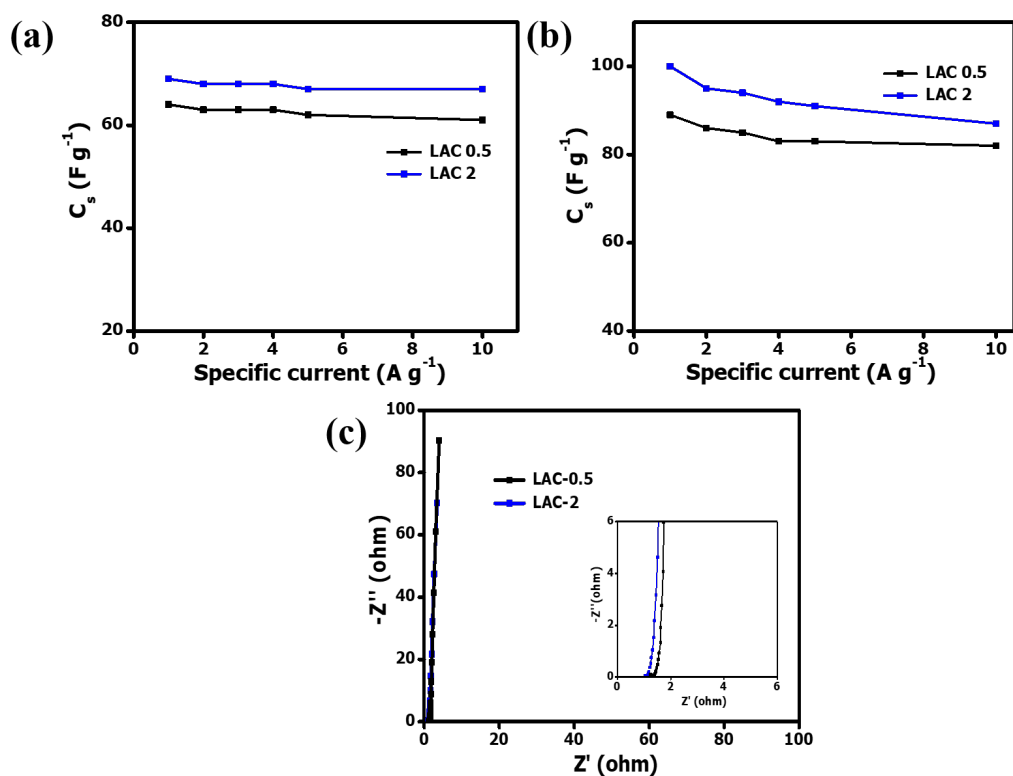 (a)
80
60
40
20
C_s (F g⁻¹)
LAC 0.5
LAC 2
0 2 4 6 8 10
Specific current (A g⁻¹)
(b)
100
80
60
40
C_s (F g⁻¹)
LAC 0.5
LAC 2
0 2 4 6 8 10
Specific current (A g⁻¹)
(c)
100
80
60
40
20
0
-Z'' (ohm)
LAC-0.5
LAC-2
6
4
2
0
-Z''(ohm)
0 2 4 6
Z' (ohm)
0 20 40 60 80 100
Z' (ohm)